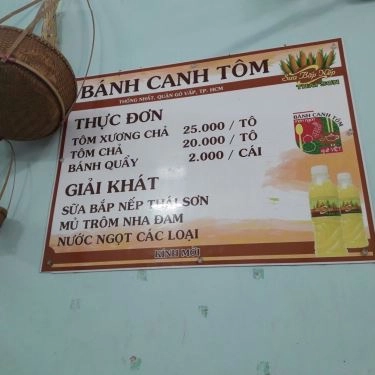 BÁNH CANH TÔM
THỐNG NHẤT, QUẬN GÒ VẤP, TP. HCM
Sữa Bắp Nếp
THÁI SƠN
THỰC ĐƠN
TÔM XƯƠNG CHẢ 25.000 / TÔ
TÔM CHẢ 20.000 / TÔ
BÁNH QUẨY 2.000 / CÁI
BÁNH CANH TÔM
GIẢI KHÁT
SỮA BẮP NẾP THÁI SƠN
MỦ TRÔM NHA ĐAM
NƯỚC NGỌT CÁC LOẠI
KÍNH MỜI